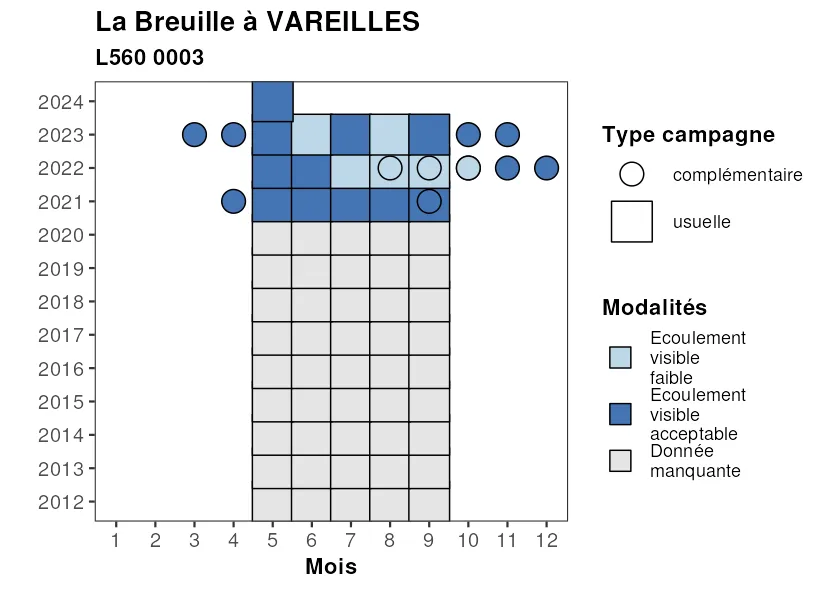 La Breuille à VAREILLES
L560 0003
2024
2023
2022
2021
2020
2019
2018
2017
2016
2015
2014
2013
2012
1 2 3 4 5 6 7 8 9 10 11 12
Mois
Type campagne
complémentaire
usuelle
Modalités
Ecoulement
visible
faible
Ecoulement
visible
acceptable
Donnée
manquante